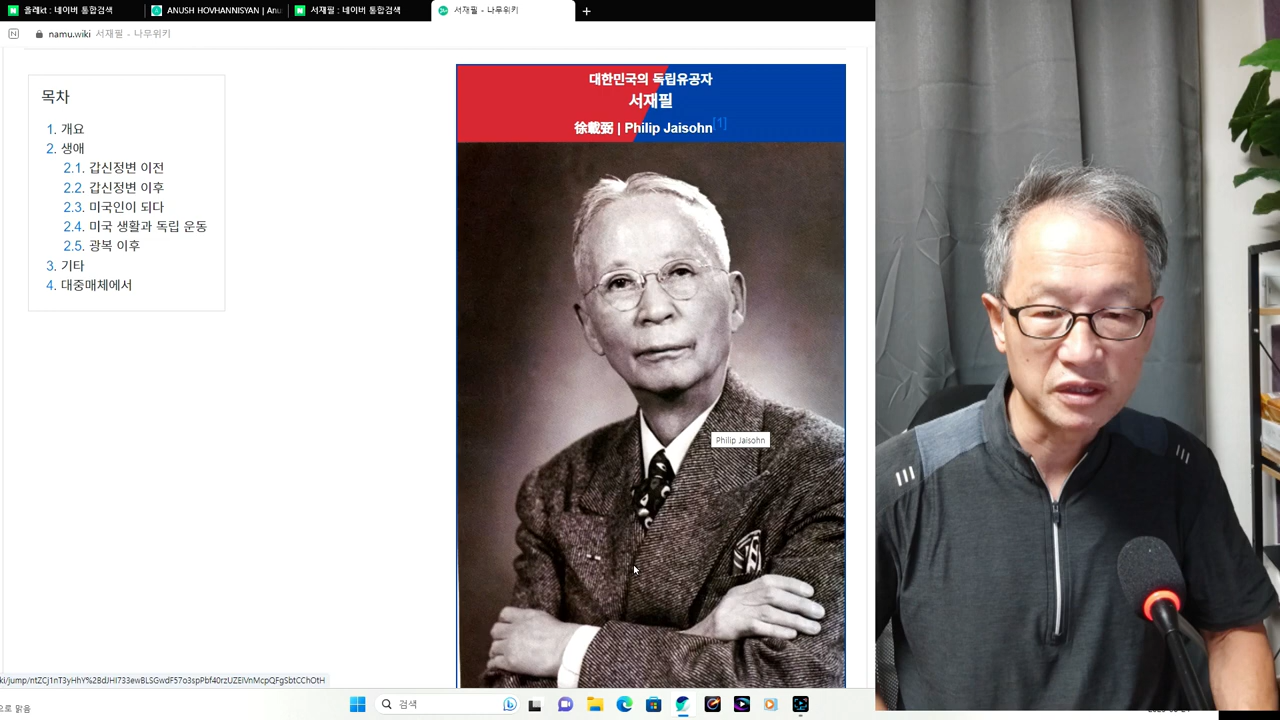 올레kt : 네이버 통합검색
ANUSH HOVHANNISYAN | Anu
서재필 : 네이버 통합검색
서재필 - 나무위키
namu.wiki 서재필 - 나무위키
목차
1. 개요
2. 생애
2.1. 갑신정변 이전
2.2. 갑신정변 이후
2.3. 미국인이 되다
2.4. 미국 생활과 독립 운동
2.5. 광복 이후
3. 기타
4. 대중매체에서
대한민국의 독립유공자
서재필
徐載弼 | Philip Jaisohn[1]
Philip Jaisohn
으로 맑음
검색